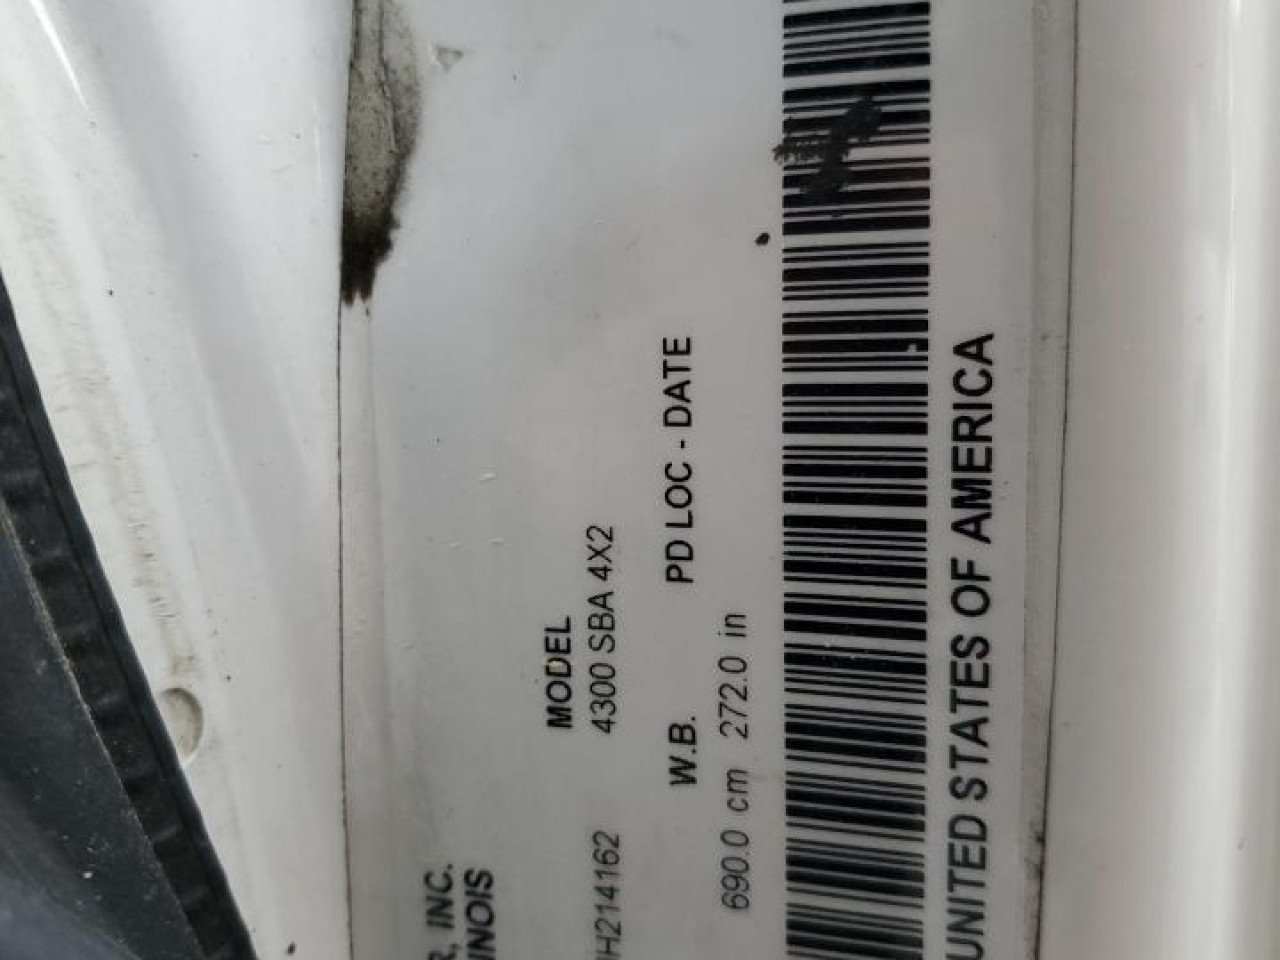 R, INC.
INOIS
MODEL
H214162 4300 SBA 4X2
W.B. PD LOC - DATE
690.0 cm 272.0 in
UNITED STATES OF AMERICA